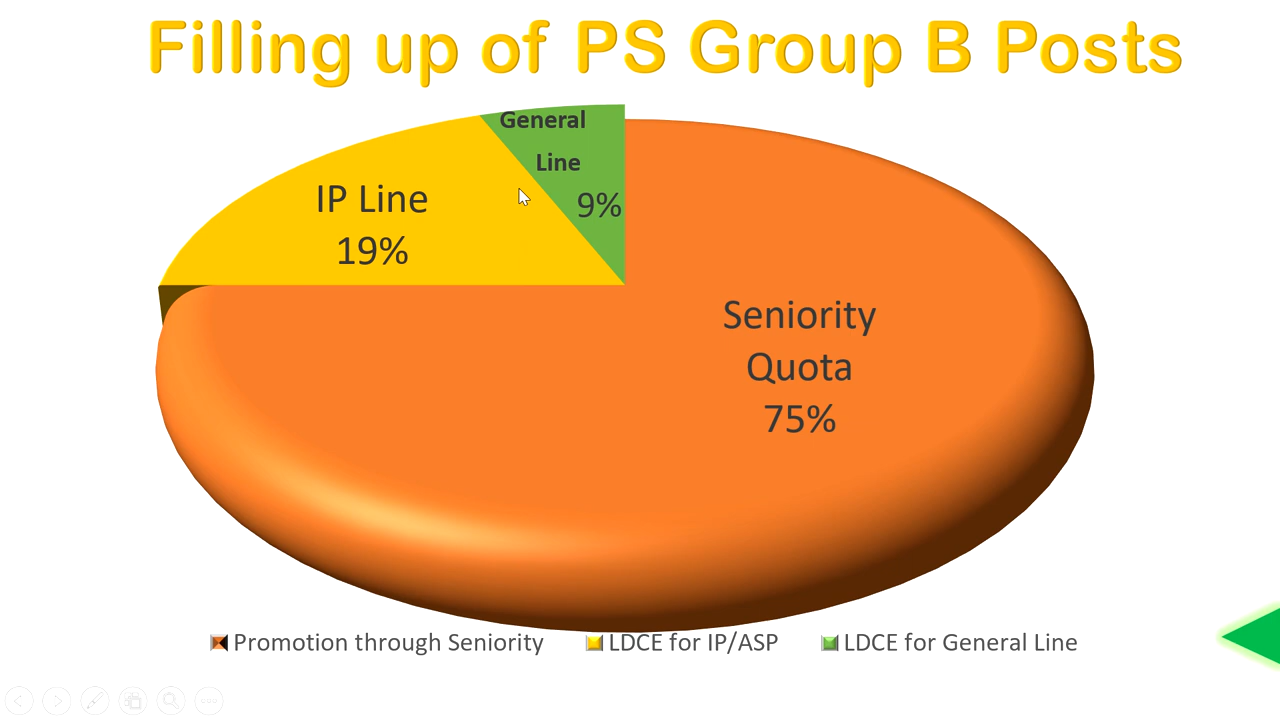 Filling up of PS Group B Posts
General
Line
9%
IP Line
19%
Seniority
Quota
75%
Promotion through Seniority
LDCE for IP/ASP
LDCE for General Line